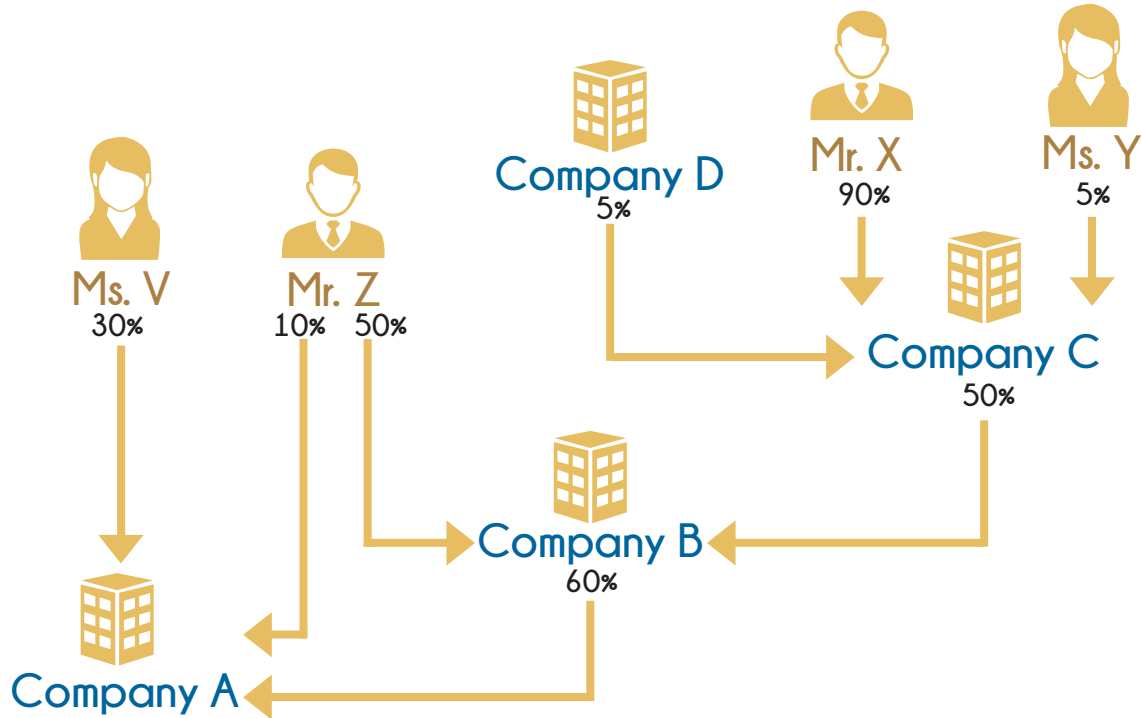 Company D
5%
Mr. X
90%
Ms. Y
5%
Ms. V
30%
Mr. Z
10% 50%
Company C
50%
Company B
60%
Company A